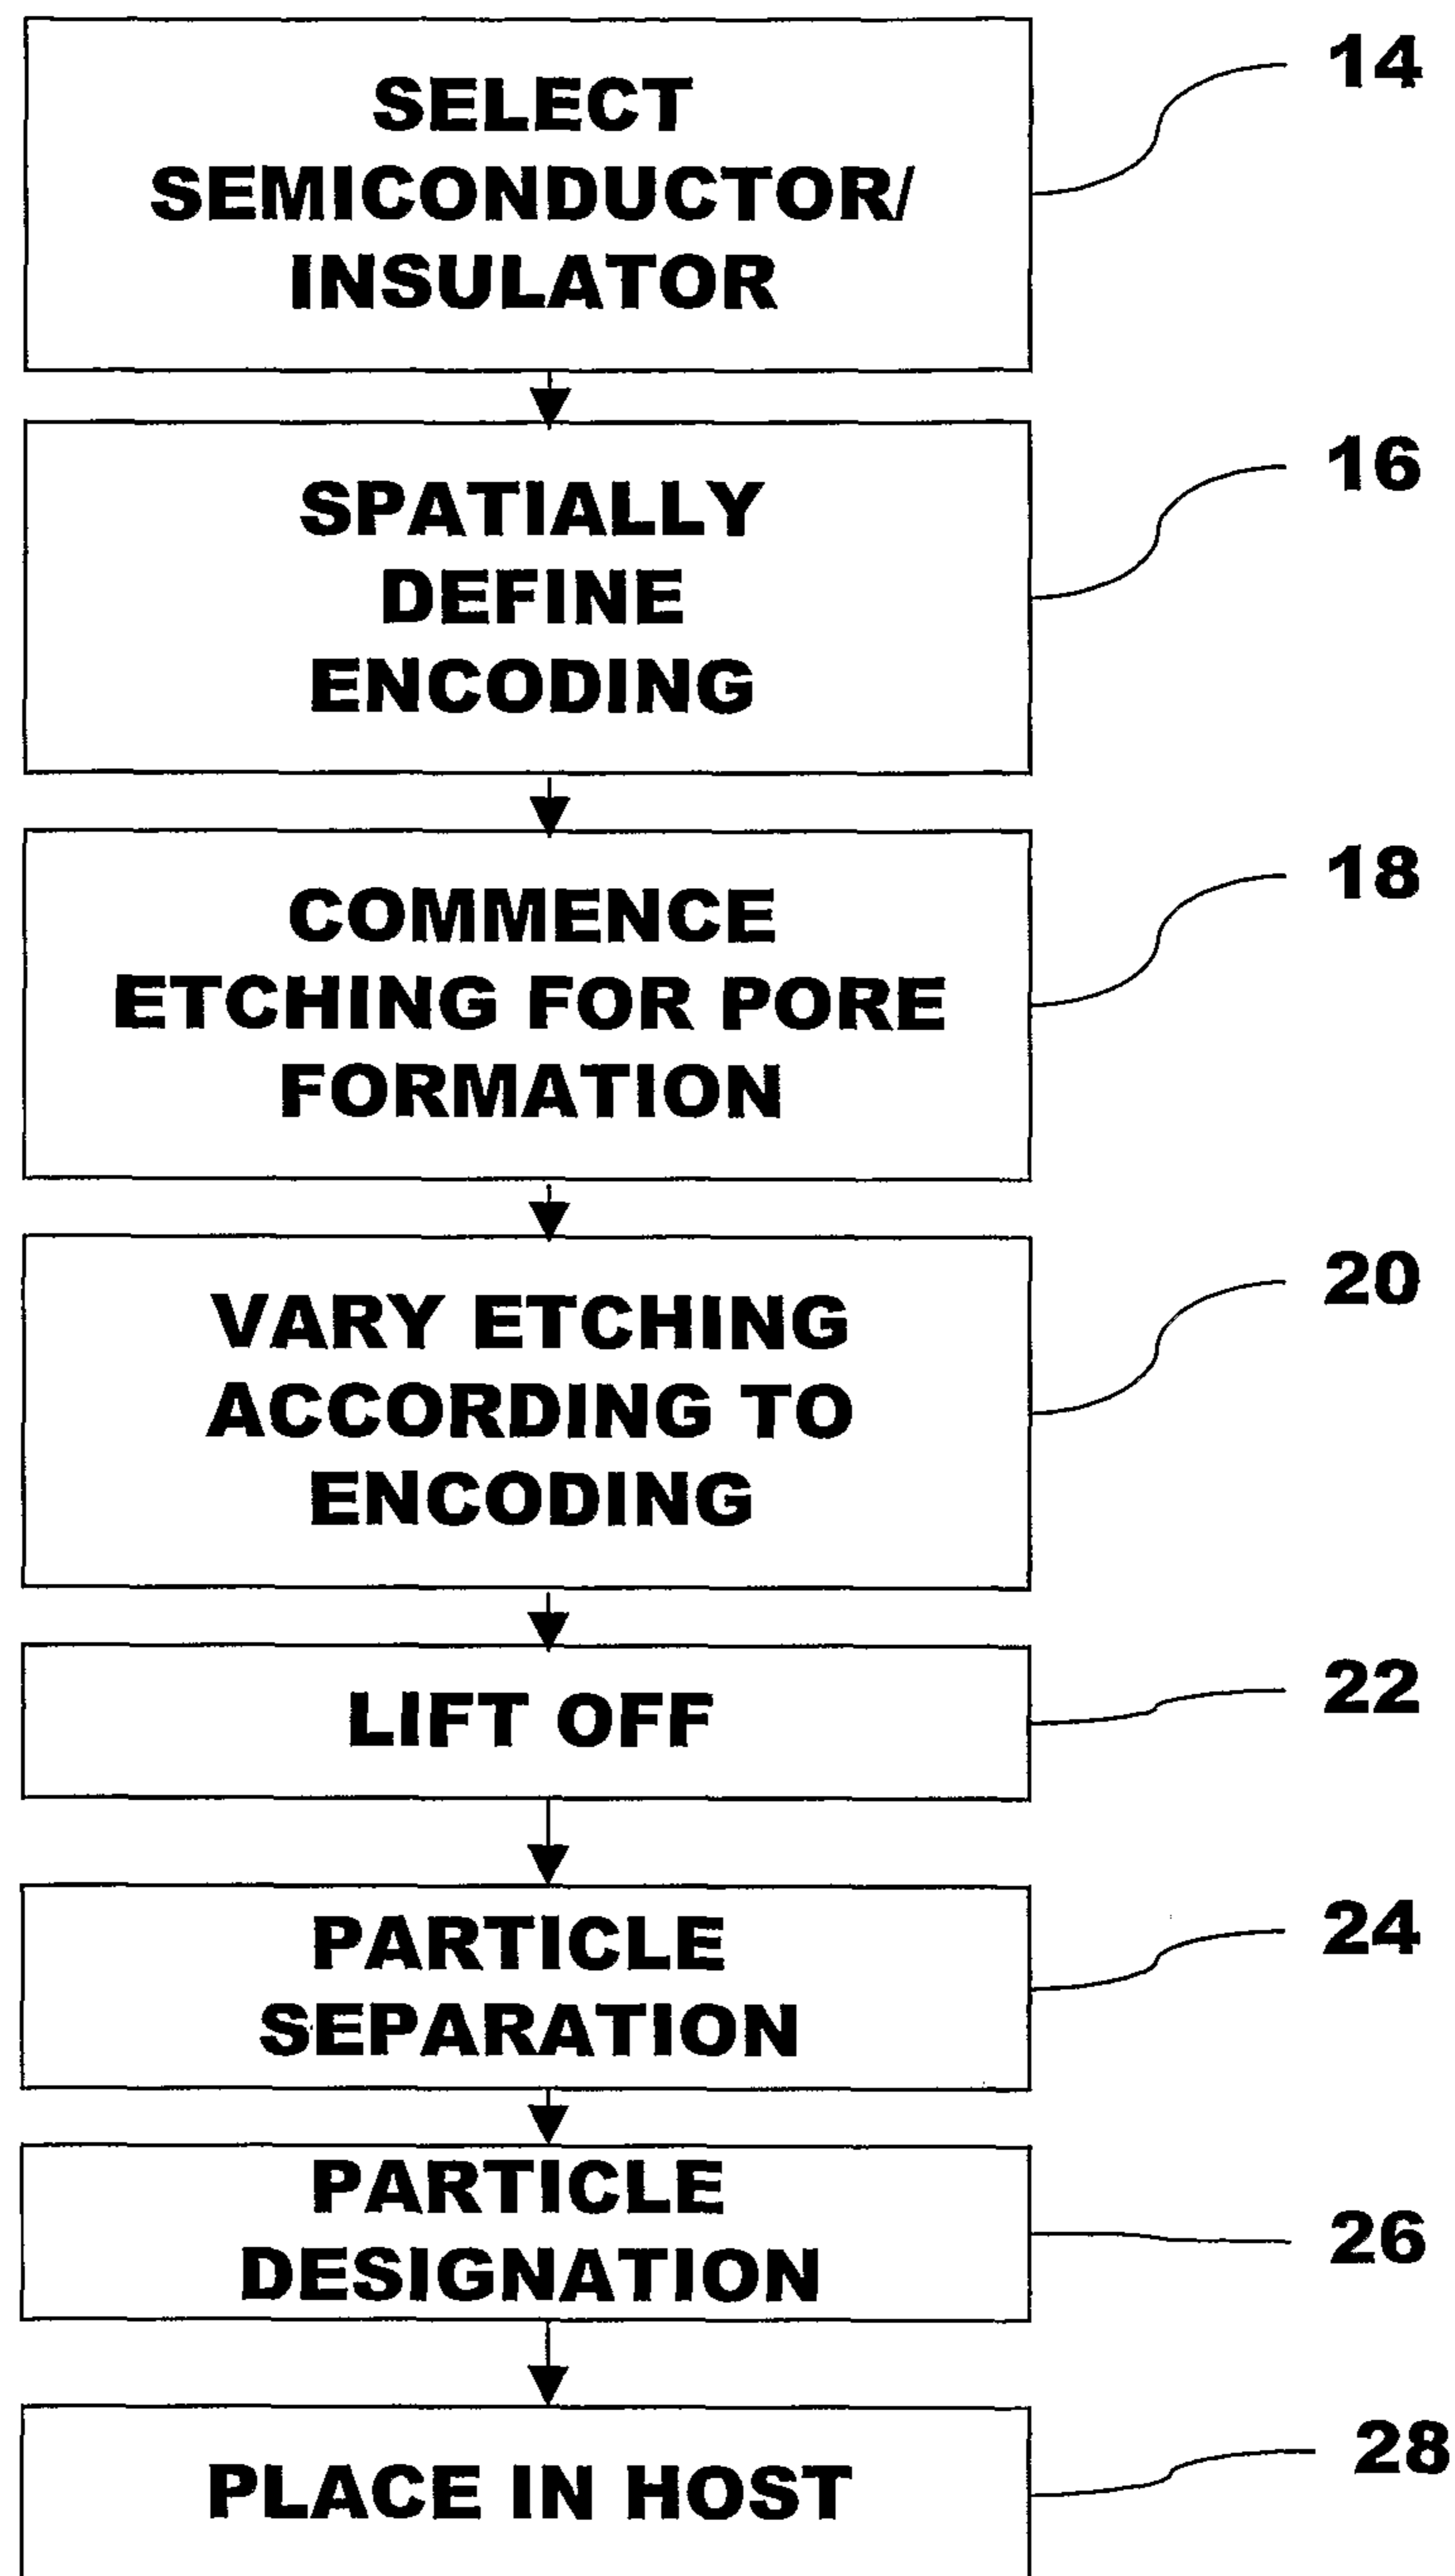 SELECT
SEMICONDUCTOR/
INSULATOR
14
SPATIALLY
DEFINE
ENCODING
16
COMMENCE
ETCHING FOR PORE
FORMATION
18
VARY ETCHING
ACCORDING TO
ENCODING
20
LIFT OFF
22
PARTICLE
SEPARATION
24
PARTICLE
DESIGNATION
26
PLACE IN HOST
28